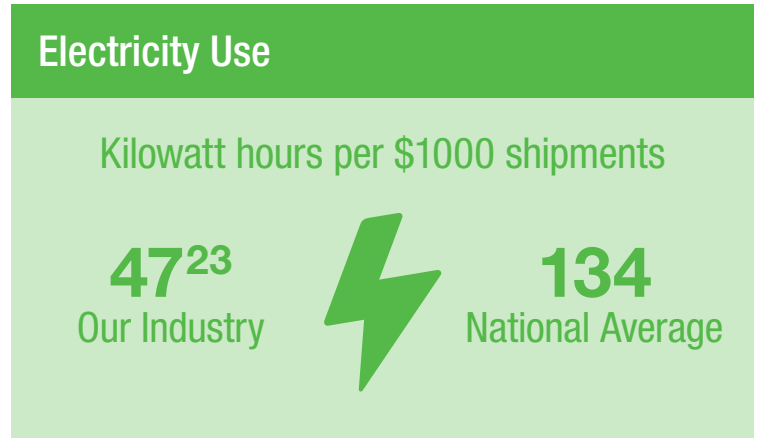 Electricity Use
Kilowatt hours per $1000 shipments
47²³
Our Industry
134
National Average